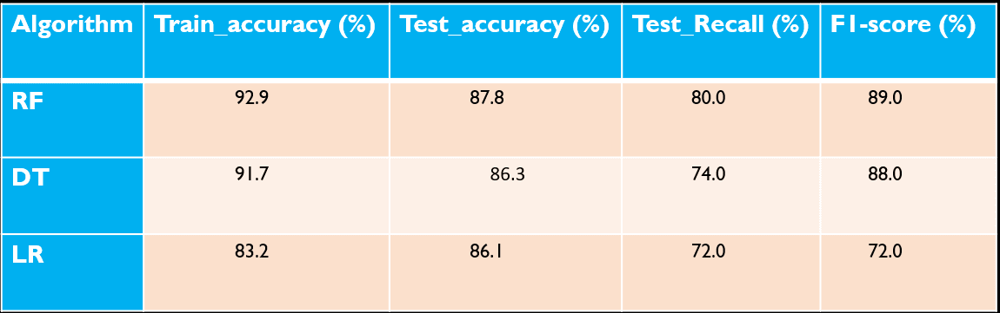 Algorithm Train_accuracy (%) Test_accuracy (%) Test_Recall (%) F1-score (%)
RF 92.9 87.8 80.0 89.0
DT 91.7 86.3 74.0 88.0
LR 83.2 86.1 72.0 72.0